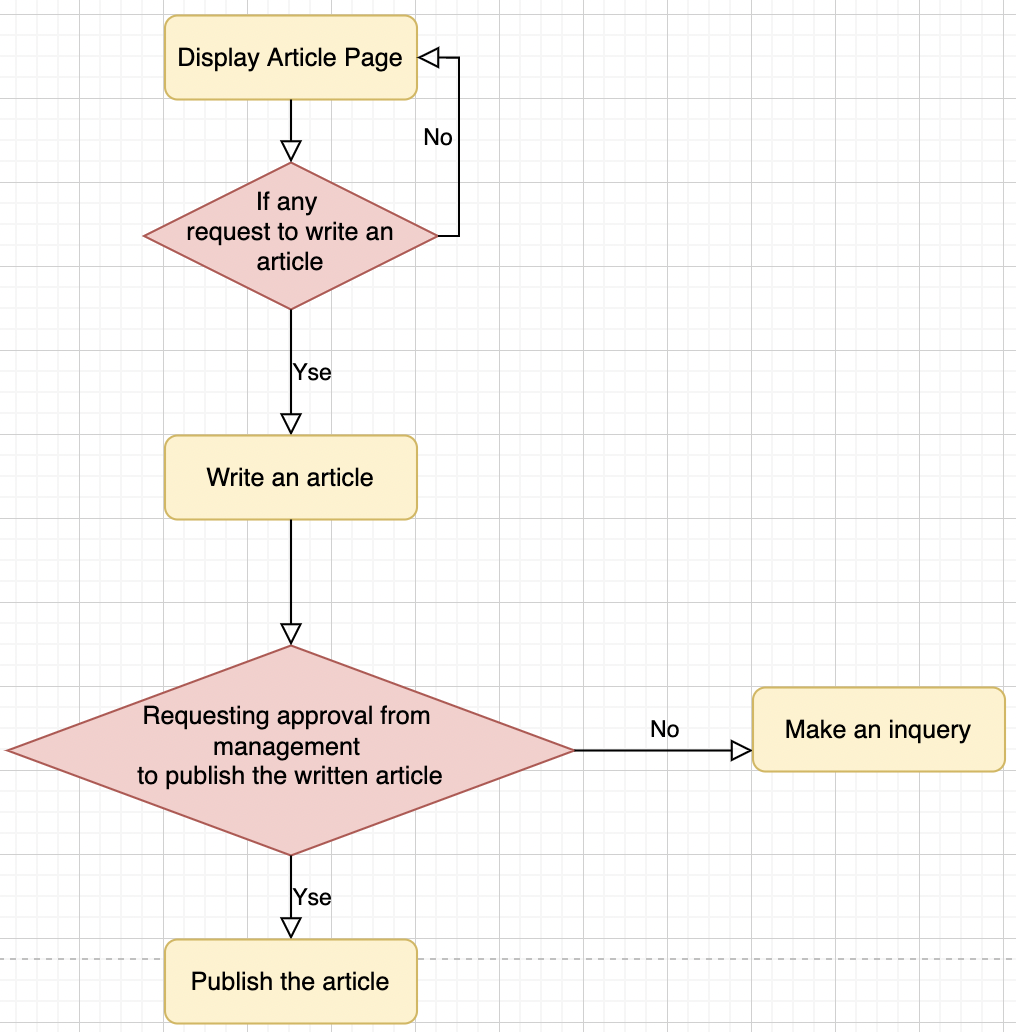 Display Article Page
No
If any
request to write an
article
Yse
Write an article
Requesting approval from
management
to publish the written article
No
Make an inquery
Yse
Publish the article